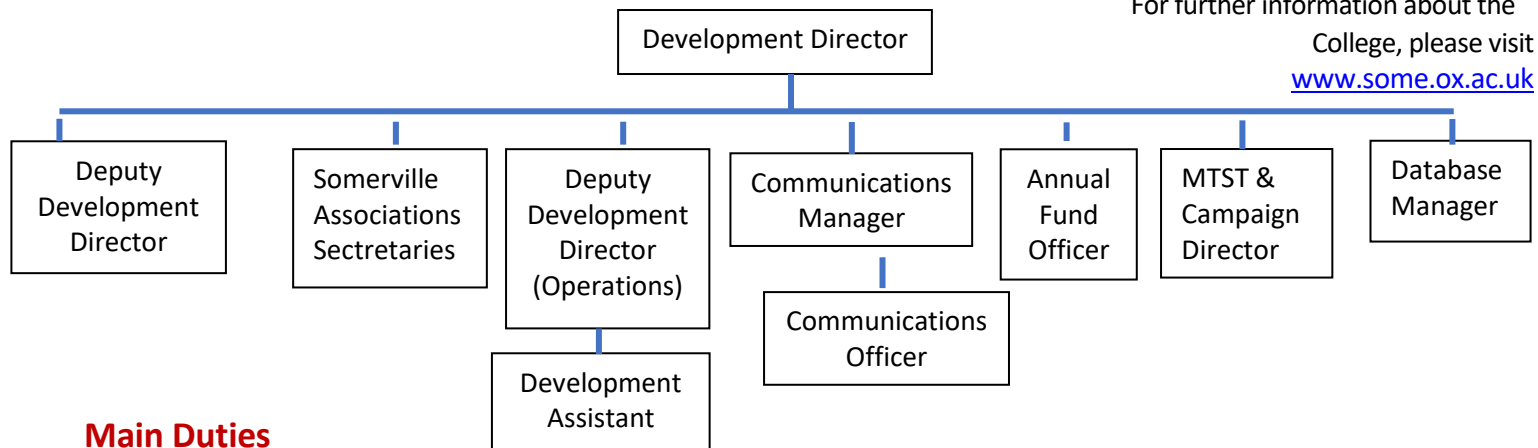 For further information about the
College, please visit
www.some.ox.ac.uk
Development Director
Deputy
Development
Director
Somerville
Associations
Sectretaries
Deputy
Development
Director
(Operations)
Communications
Manager
Annual
Fund
Officer
MTST &
Campaign
Director
Database
Manager
Communications
Officer
Development
Assistant
Main Duties